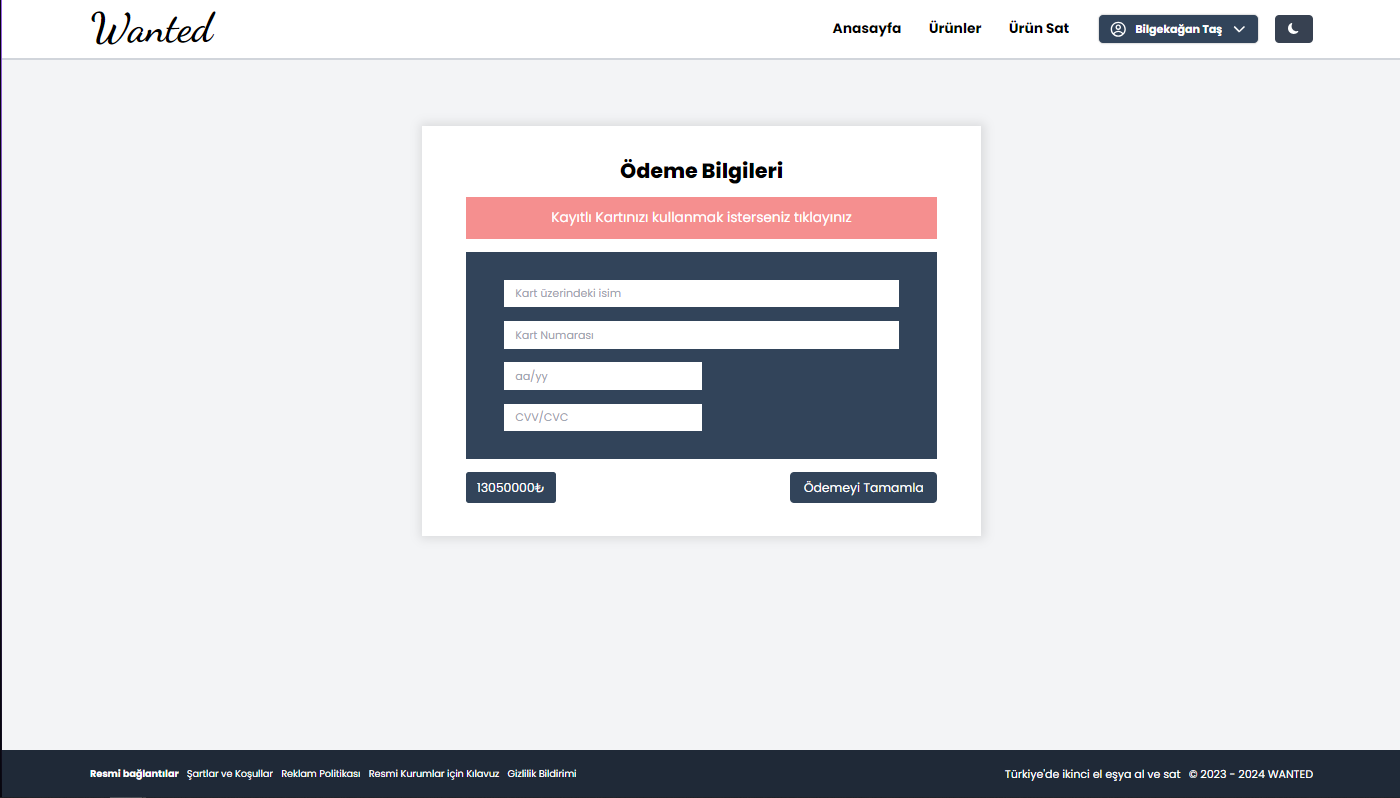 Wanted
Anasayfa Ürünler Ürün Sat Bilgekağan Taş
Ödeme Bilgileri
Kayıtlı Kartınızı kullanmak isterseniz tıklayınız
Kart üzerindeki isim
Kart Numarası
aa/yy
CVV/CVC
13050000₺ Ödemeyi Tamamla
Resmi bağlantılar Şartlar ve Koşullar Reklam Politikası Resmi Kurumlar için Kılavuz Gizlilik Bildirimi Türkiye'de ikinci el eşya al ve sat © 2023 - 2024 WANTED